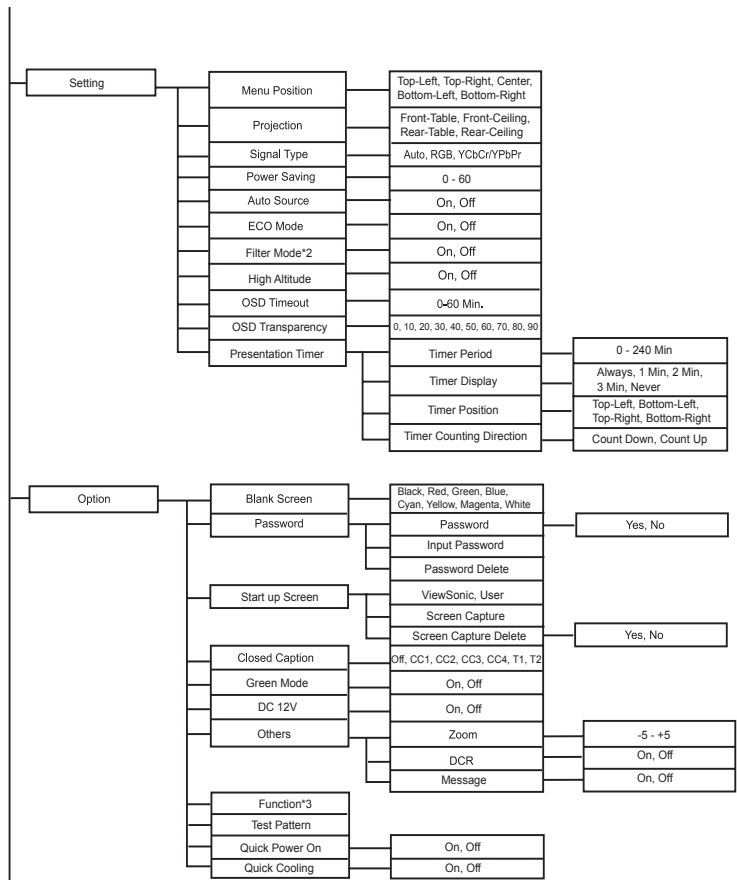 Setting
Menu Position
Top-Left, Top-Right, Center,
Bottom-Left, Bottom-Right
Projection
Front-Table, Front-Ceiling,
Rear-Table, Rear-Ceiling
Signal Type
Auto, RGB, YCbCr/YPbPr
Power Saving
0 - 60
Auto Source
On, Off
ECO Mode
On, Off
Filter Mode*2
On, Off
High Altitude
On, Off
OSD Timeout
0-60 Min.
OSD Transparency
0, 10, 20, 30, 40, 50, 60, 70, 80, 90
Presentation Timer
Timer Period
0 - 240 Min
Timer Display
Always, 1 Min, 2 Min,
3 Min, Never
Timer Position
Top-Left, Bottom-Left,
Top-Right, Bottom-Right
Timer Counting Direction
Count Down, Count Up
Option
Blank Screen
Black, Red, Green, Blue,
Cyan, Yellow, Magenta, White
Password
Password
Yes, No
Input Password
Password Delete
Start up Screen
ViewSonic, User
Screen Capture
Screen Capture Delete
Yes, No
Closed Caption
Off, CC1, CC2, CC3, CC4, T1, T2
Green Mode
On, Off
DC 12V
On, Off
Others
Zoom
-5 - +5
DCR
On, Off
Message
On, Off
Function*3
Test Pattern
Quick Power On
On, Off
Quick Cooling
On, Off